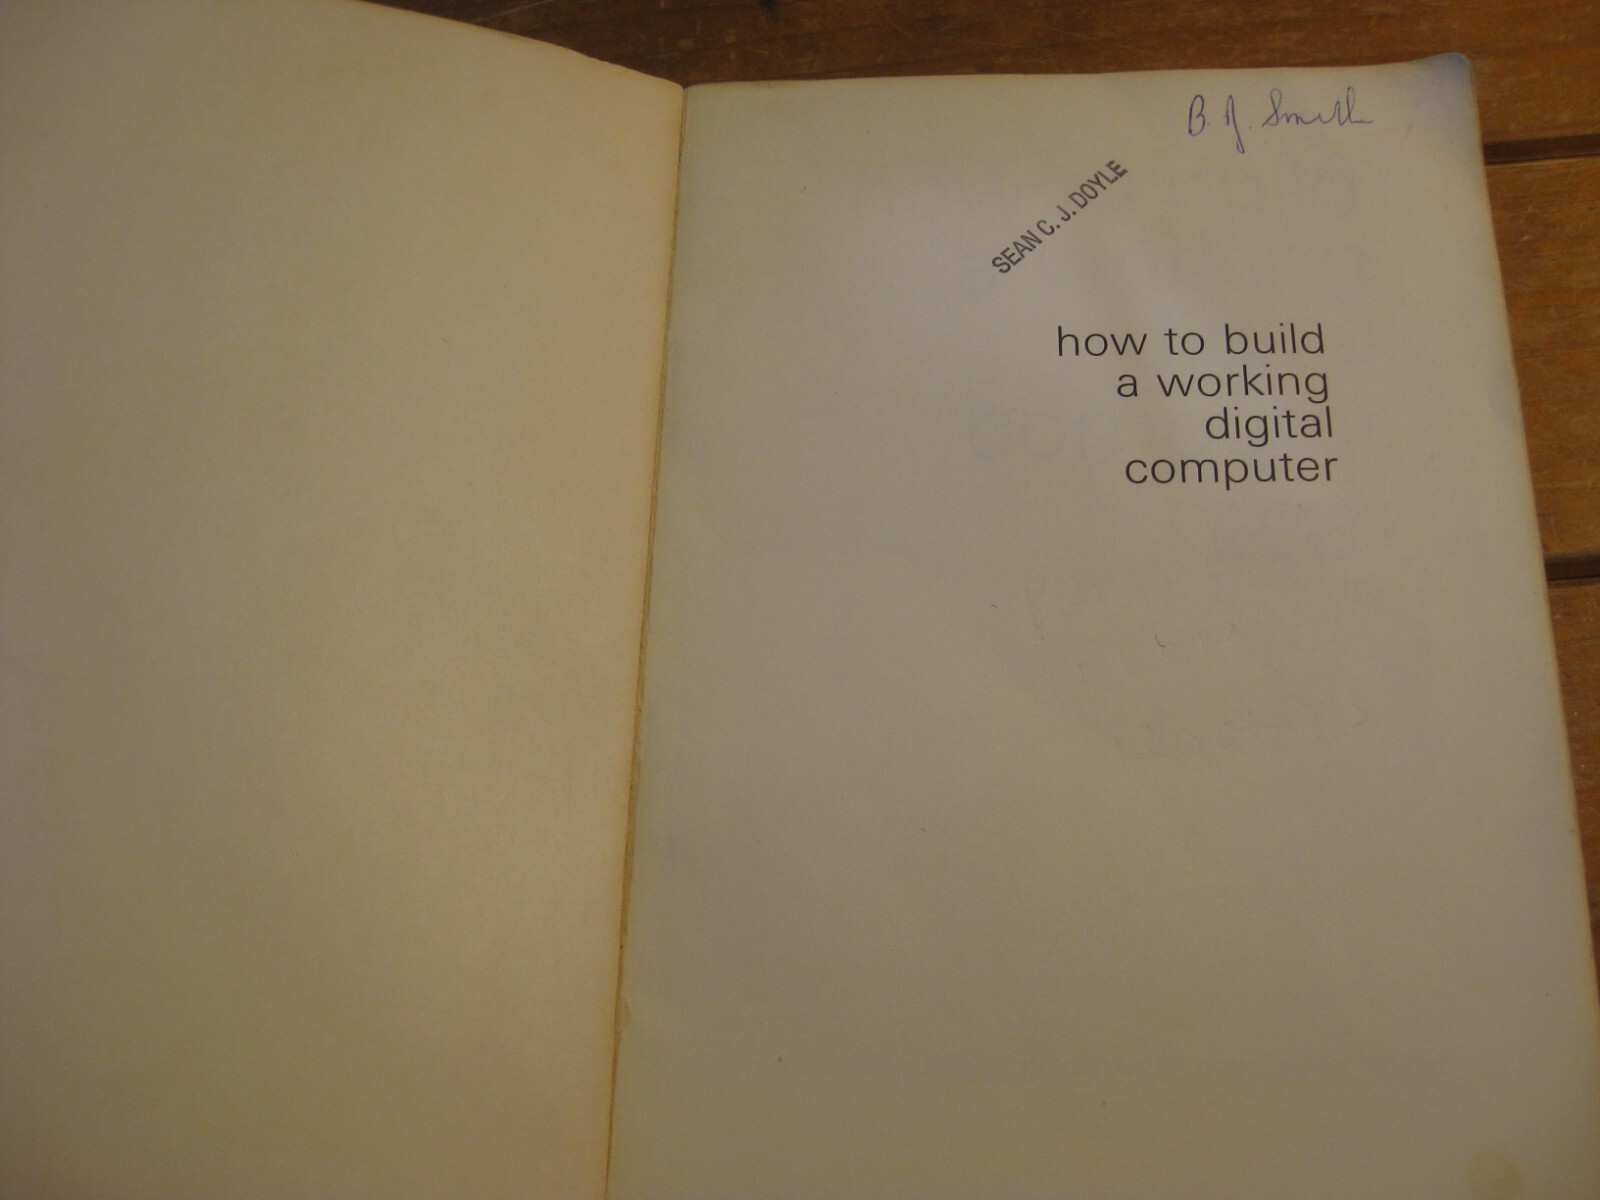 B. J. Smith
SEAN C. J. DOYLE
how to build
a working
digital
computer